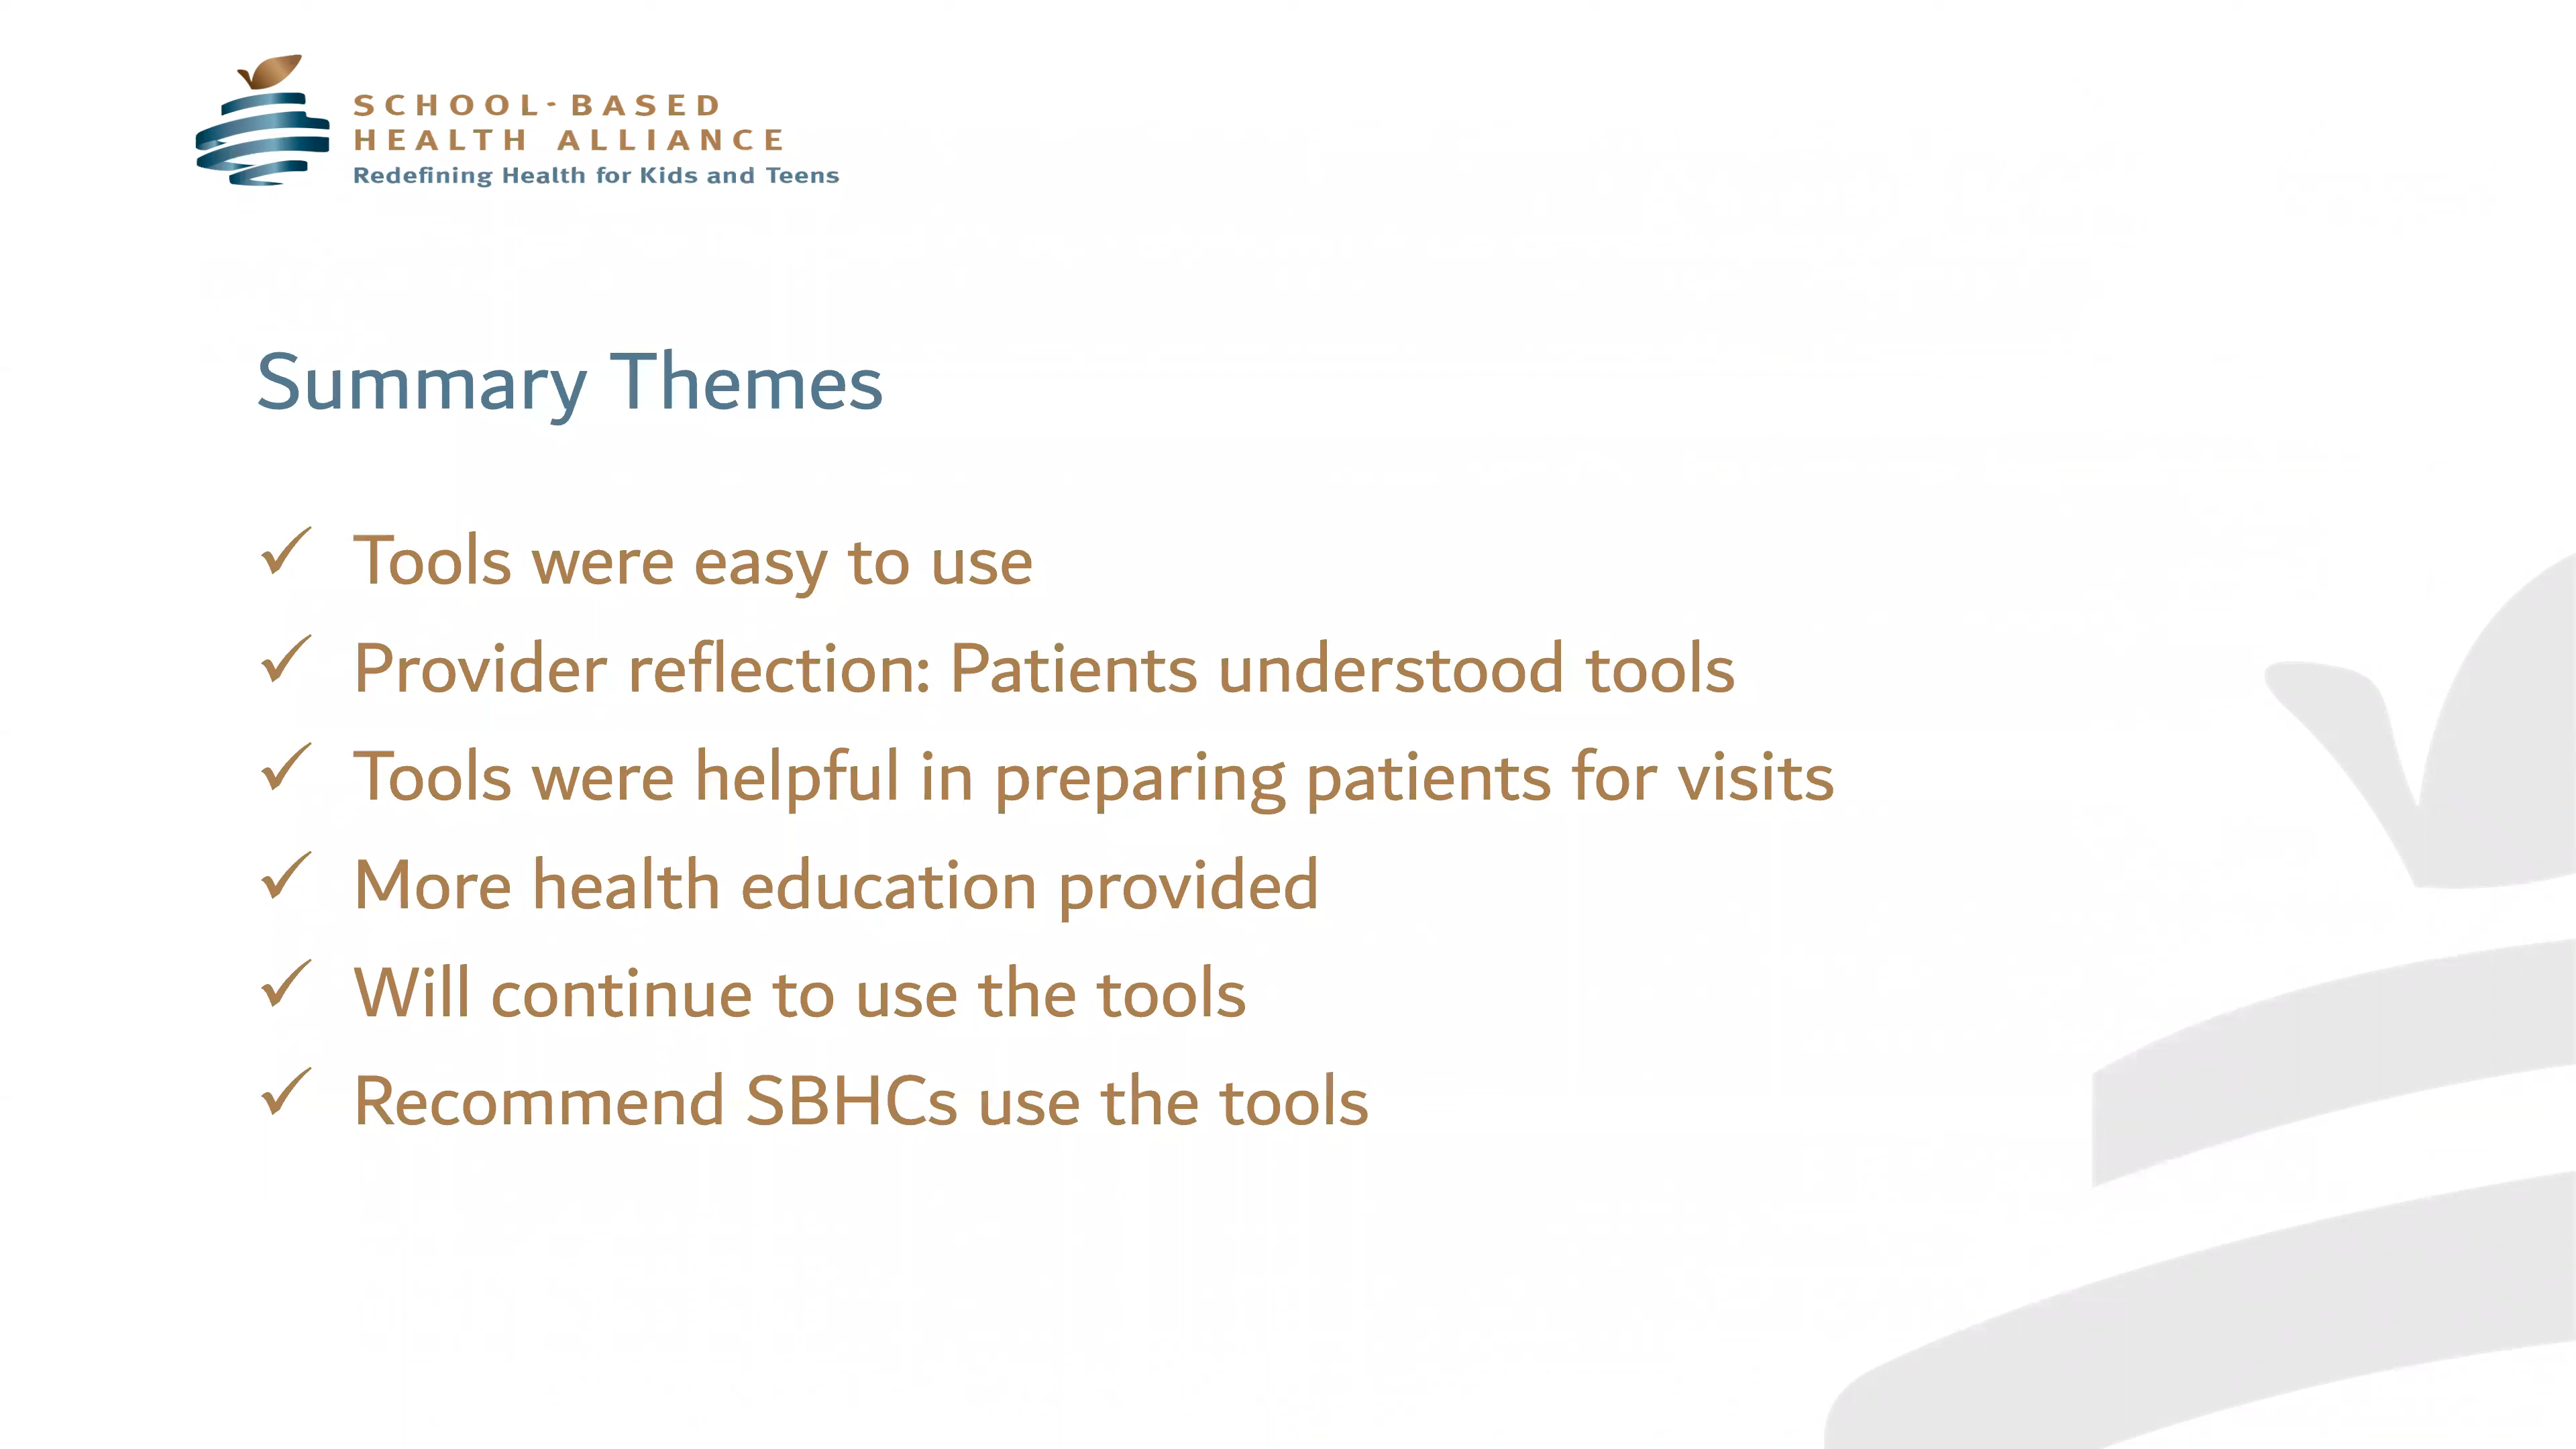 SCHOOL-BASED
HEALTH ALLIANCE
Redefining Health for Kids and Teens
Summary Themes
✓ Tools were easy to use
✓ Provider reflection: Patients understood tools
✓ Tools were helpful in preparing patients for visits
✓ More health education provided
✓ Will continue to use the tools
✓ Recommend SBHCs use the tools